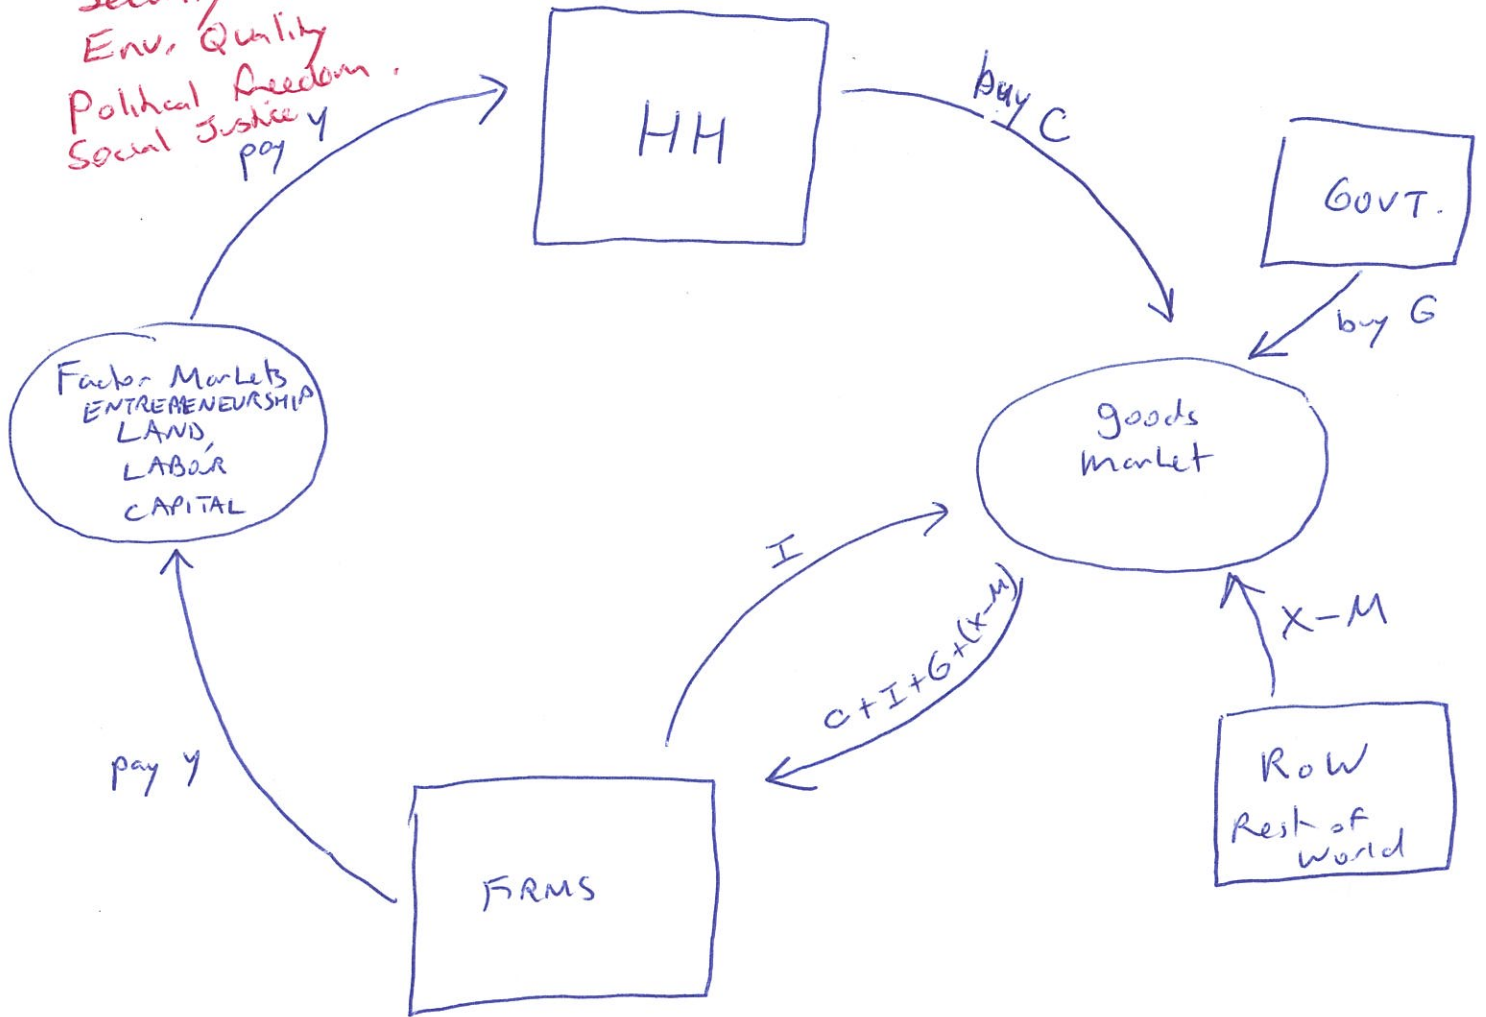 Security
Env. Quality
Political freedom.
Social Justice
pay Y
HH
buy C
GOVT.
buy G
Factor Markets
ENTREPRENEURSHIP
LAND,
LABOR
CAPITAL
goods
market
I
C+I+G+(X-M)
X-M
pay Y
FIRMS
ROW
Rest of
World